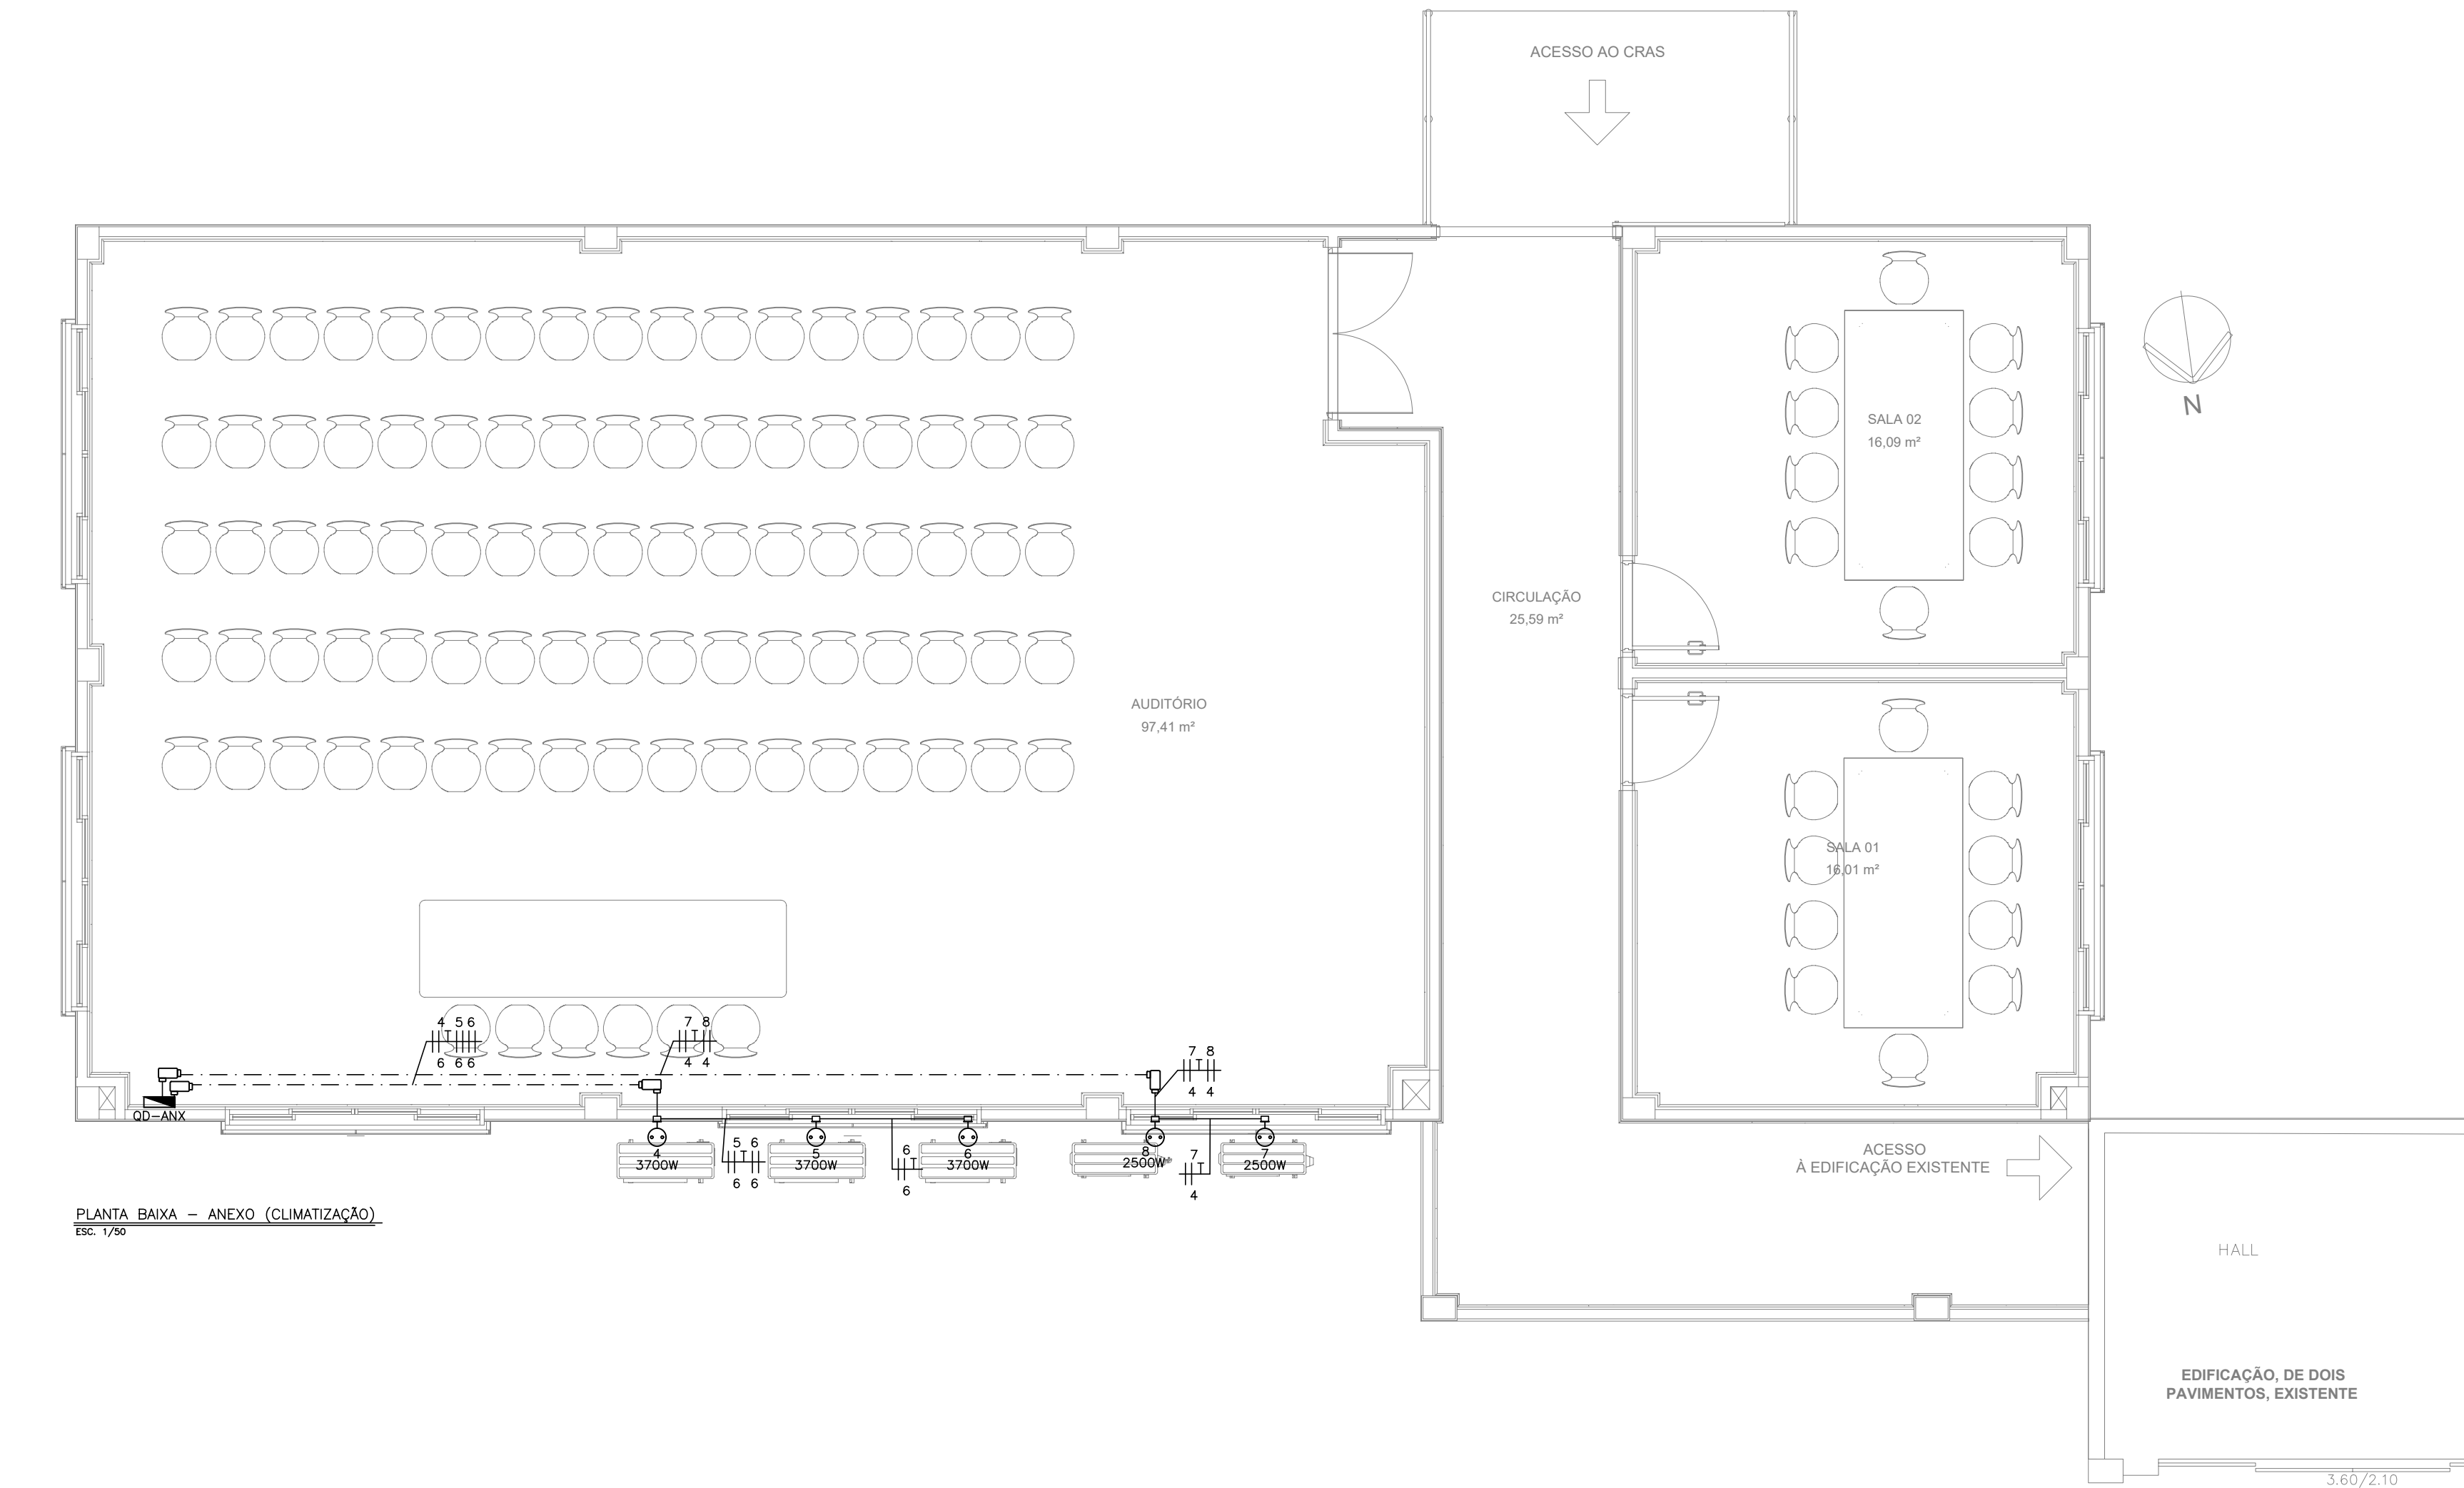 ACESSO AO CRAS
N
SALA 02
16,09 m²
CIRCULAÇÃO
25,59 m²
AUDITÓRIO
97,41 m²
SALA 01
16,01 m²
4 T 5 6
6 6 6
7 T 8
4 4
7 T 8
4 4
QD-ANX
4
3700W
5 T 6
6 6
5
3700W
6 T
6
6
3700W
8
2500W
7 T
4
7
2500W
ACESSO
À EDIFICAÇÃO EXISTENTE
PLANTA BAIXA - ANEXO (CLIMATIZAÇÃO)
ESC. 1/50
HALL
EDIFICAÇÃO, DE DOIS
PAVIMENTOS, EXISTENTE
3.60/2.10